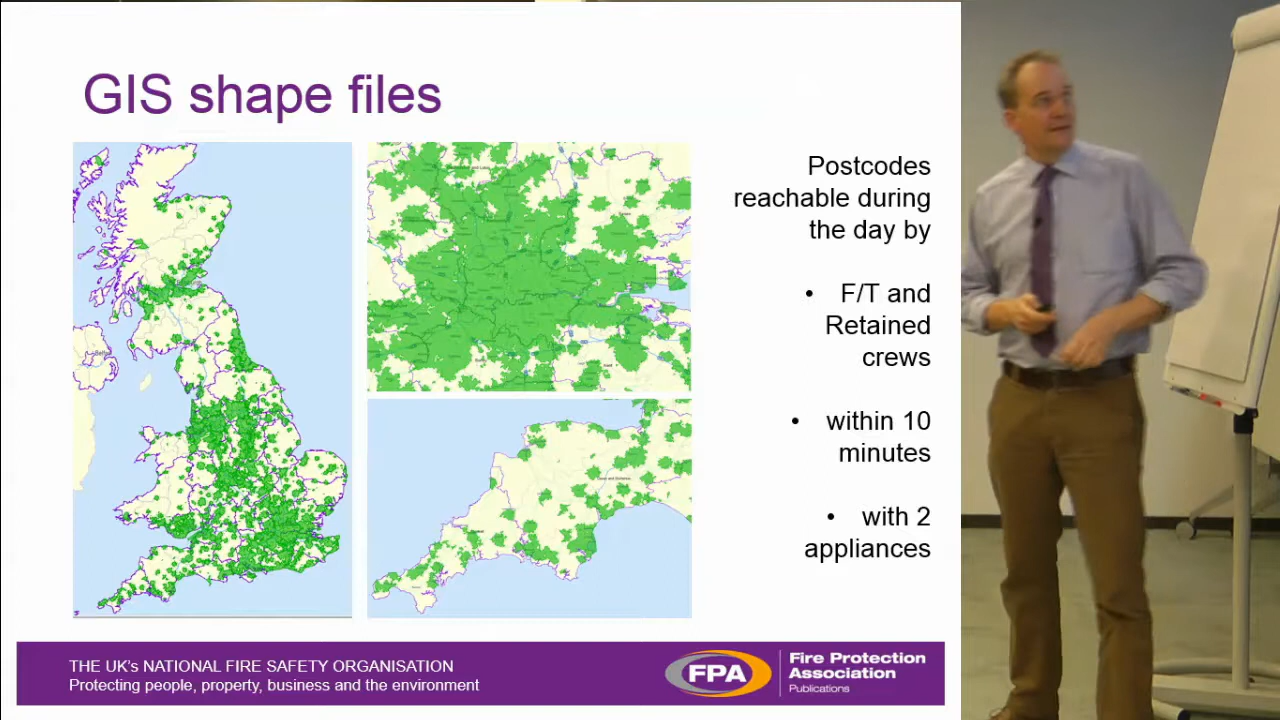 GIS shape files
Postcodes
reachable during
the day by
• F/T and
Retained
crews
• within 10
minutes
• with 2
appliances
THE UK's NATIONAL FIRE SAFETY ORGANISATION
Protecting people, property, business and the environment
FPA
Fire Protection
Association
Publications